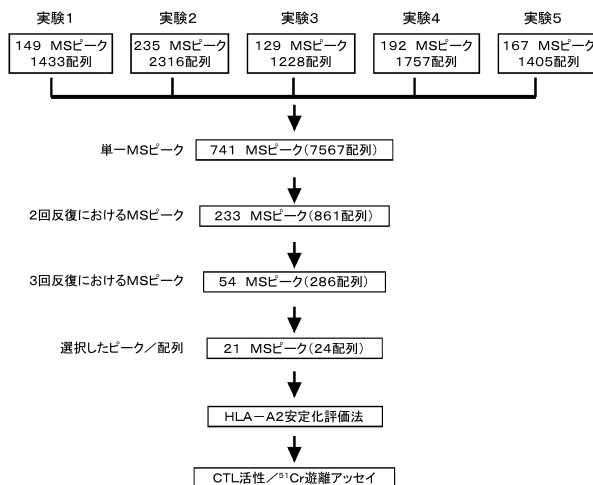 実験1
実験2
実験3
実験4
実験5
149 MSピーク
1433配列
235 MSピーク
2316配列
129 MSピーク
1228配列
192 MSピーク
1757配列
167 MSピーク
1405配列
単一MSピーク
741 MSピーク(7567配列)
2回反復におけるMSピーク
233 MSピーク(861配列)
3回反復におけるMSピーク
54 MSピーク(286配列)
選択したピーク/配列
21 MSピーク(24配列)
HLA-A2安定化評価法
CTL活性/⁵¹Cr遊離アッセイ